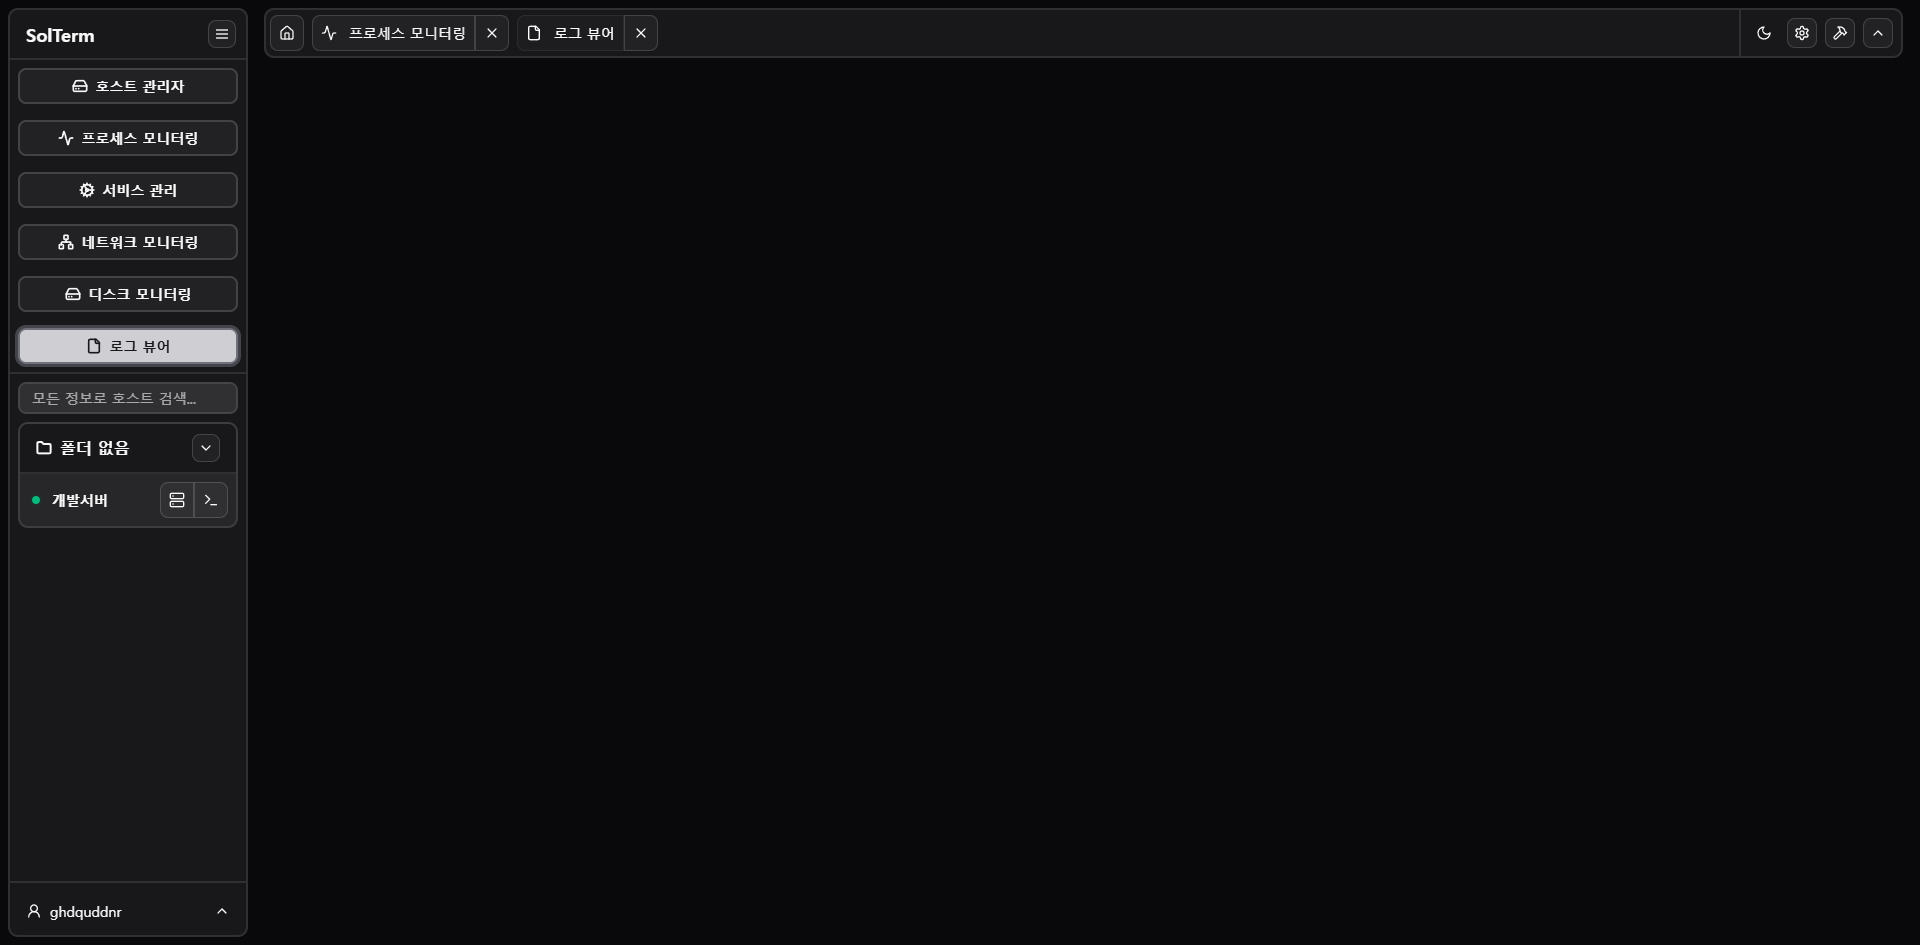 SolTerm
호스트 관리자
프로세스 모니터링
서비스 관리
네트워크 모니터링
디스크 모니터링
로그 뷰어
모든 정보로 호스트 검색...
폴더 없음
개발서버
ghdquddnr
프로세스 모니터링
로그 뷰어